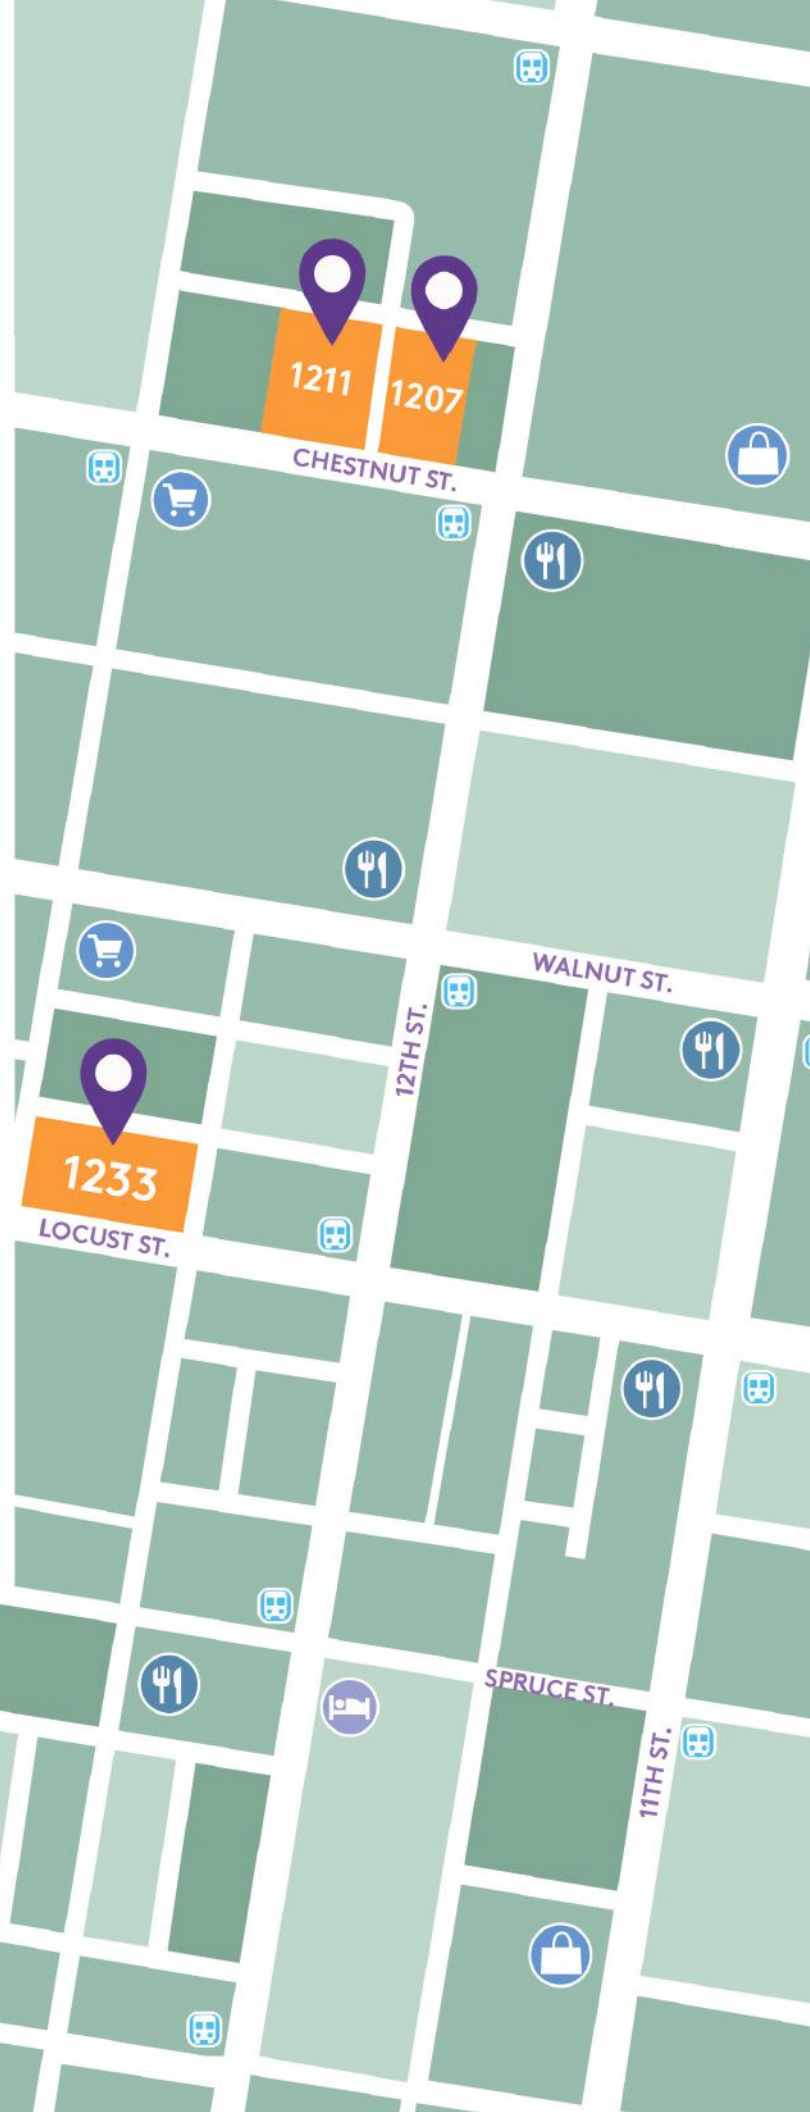 1211
1207
CHESTNUT ST.
WALNUT ST.
12TH ST.
1233
LOCUST ST.
SPRUCE ST.
11TH ST.